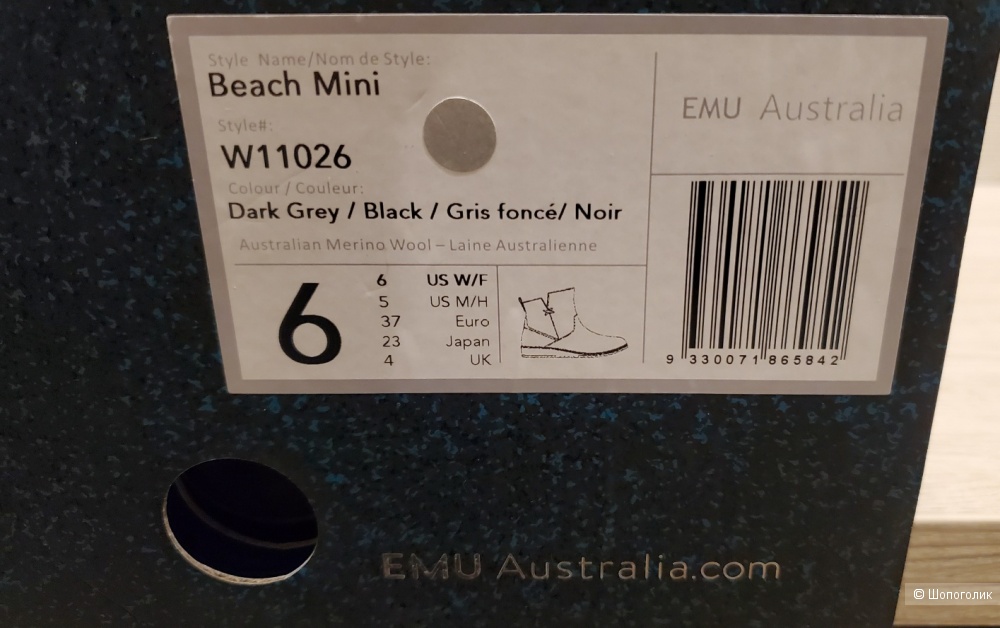 Style Name/Nom de Style:
Beach Mini
Style#:
W11026
Colour / Couleur:
Dark Grey / Black / Gris foncé/ Noir
Australian Merino Wool – Laine Australienne
6
6 US W/F
5 US M/H
37 Euro
23 Japan
4 UK
EMU Australia
9 330071 865842
EMU Australia.com
© Шопоголик